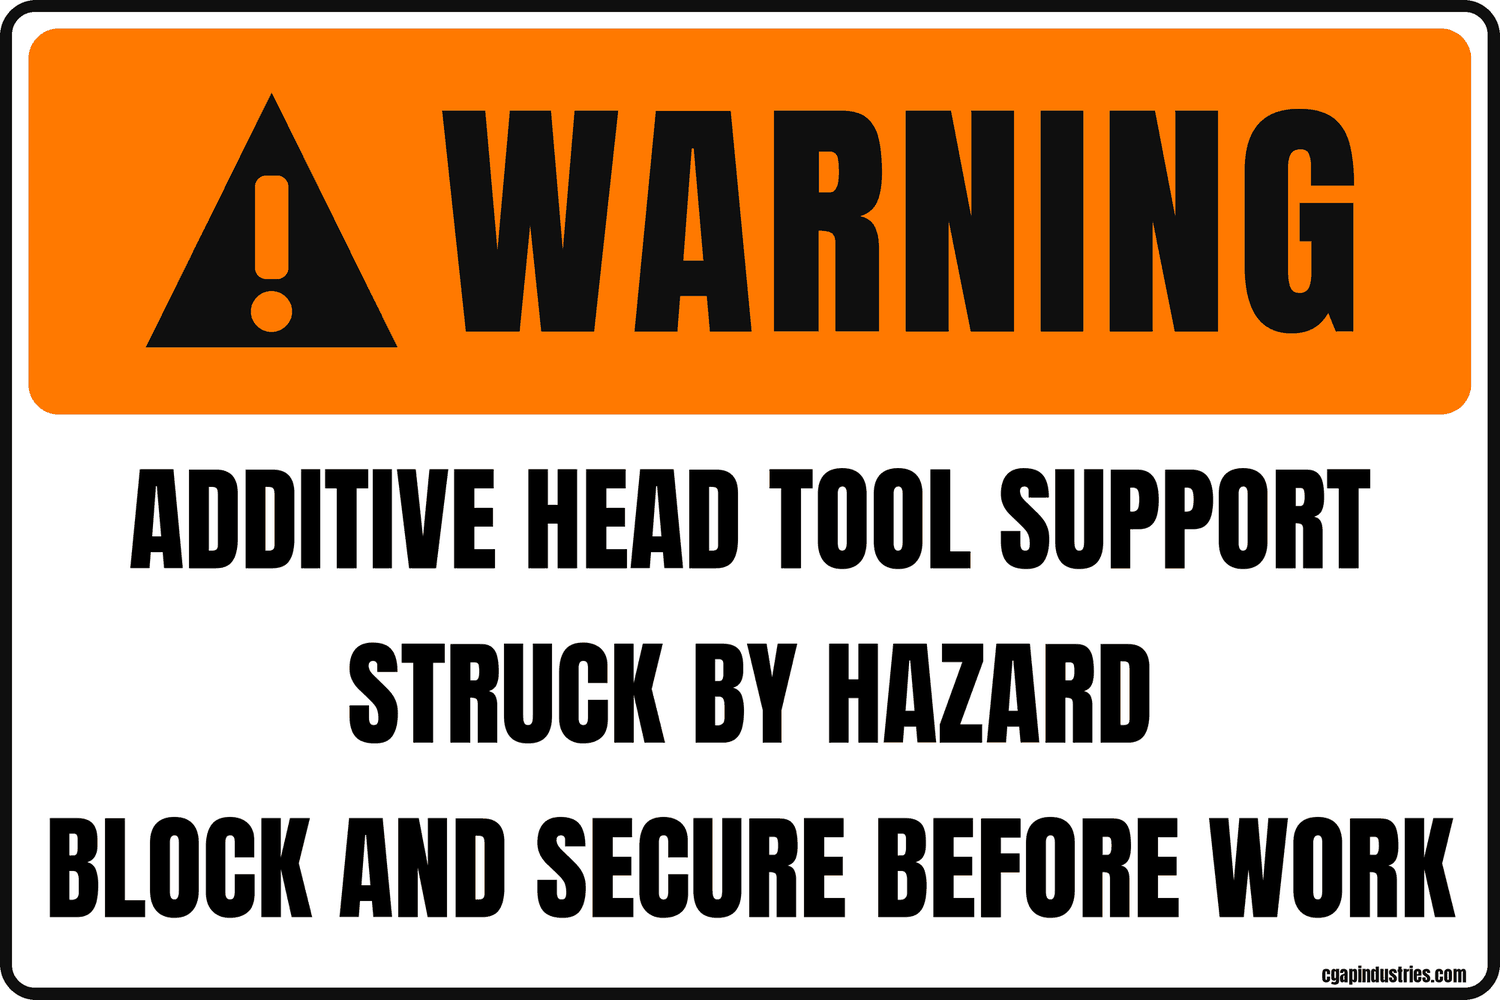 WARNING
ADDITIVE HEAD TOOL SUPPORT
STRUCK BY HAZARD
BLOCK AND SECURE BEFORE WORK
cgapindustries.com